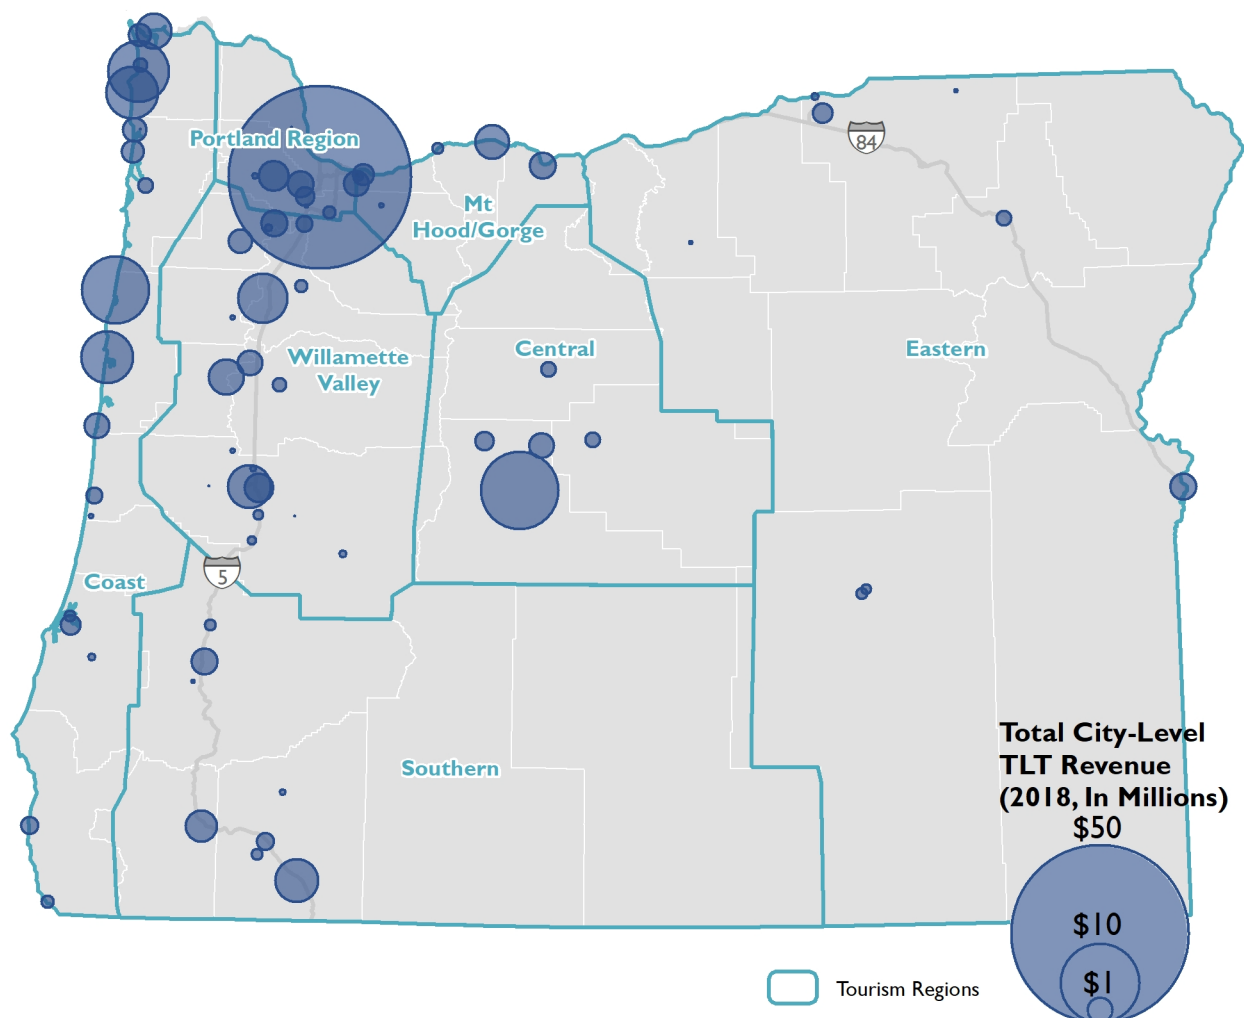 Portland Region
84
Mt
Hood/Gorge
Willamette
Valley
Central
Eastern
5
Coast
Southern
Total City-Level
TLT Revenue
(2018, In Millions)
$50
$10
$1
Tourism Regions